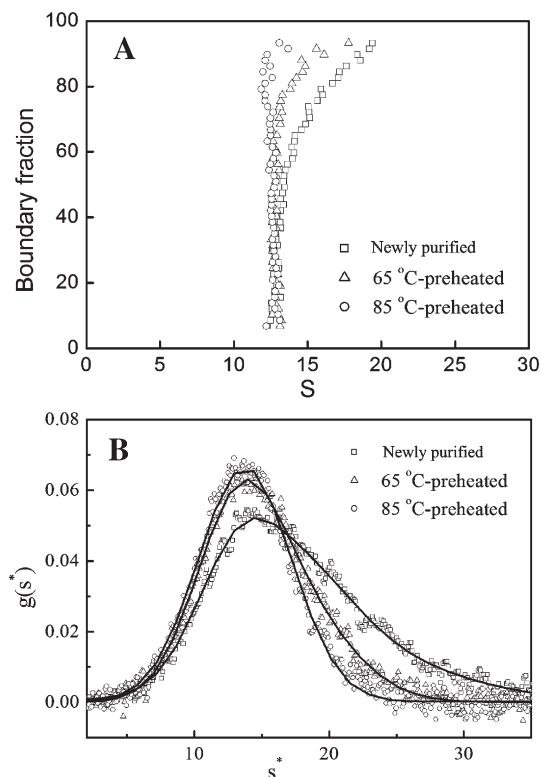 A
Boundary fraction
100
80
60
40
20
80
100
0 5 10 15 20 25 30
S
□ Newly purified
△ 65 °C-preheated
○ 85 °C-preheated
B
g(s*)
0.08
0.06
0.04
0.02
0.00
10 20 30
s*
□ Newly purified
△ 65 °C-preheated
○ 85 °C-preheated